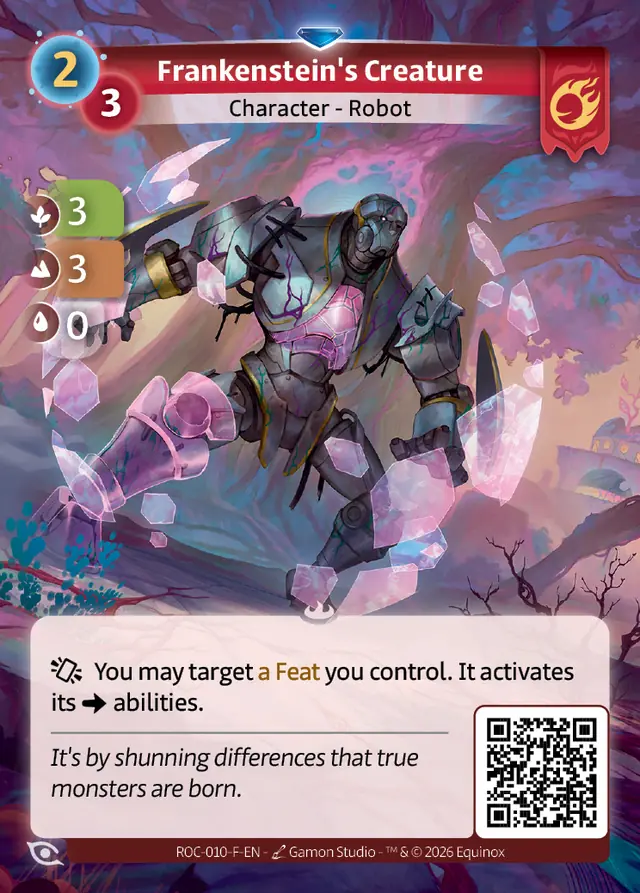 2
Frankenstein's Creature
3
Character - Robot
3
3
0
You may target a Feat you control. It activates
its abilities.
It's by shunning differences that true
monsters are born.
ROC-010-F-EN - Gamon Studio - ™ & © 2026 Equinox